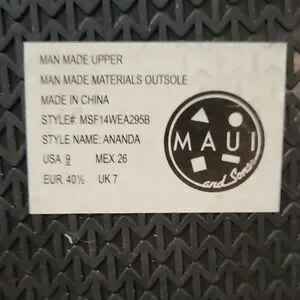 MAN MADE UPPER
MAN MADE MATERIALS OUTSOLE
MADE IN CHINA
STYLE#: MSF14WEA295B
STYLE NAME: ANANDA
USA 9 MEX 26
EUR 40½ UK 7
MAUI
and Sons